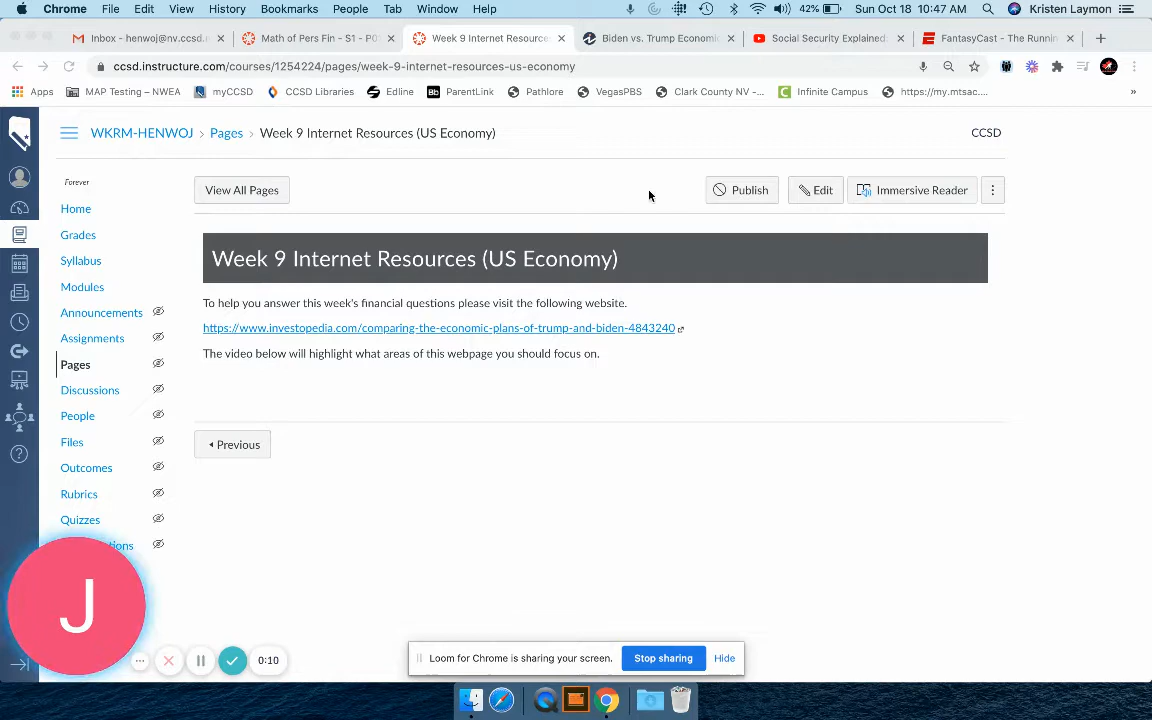 Chrome File Edit View History Bookmarks People Tab Window Help 42% Sun Oct 18 10:47 AM Kristen Laymon
Inbox - henwoj@nv.ccsd. Math of Pers Fin - S1 - P0 Week 9 Internet Resource Biden vs. Trump Economi Social Security Explained FantasyCast - The Runnin
ccsd.instructure.com/courses/1254224/pages/week-9-internet-resources-us-economy
Apps MAP Testing – NWEA myCCSD CCSD Libraries Edline Bb ParentLink Pathlore VegasPBS Clark County NV -... Infinite Campus https://my.mtsac.... »
WKRM-HENWOJ › Pages › Week 9 Internet Resources (US Economy) CCSD
Forever
View All Pages Publish Edit Immersive Reader
Home
Grades
Syllabus
Modules
Announcements
Assignments
Pages
Discussions
People
Files
Outcomes
Rubrics
Quizzes
Week 9 Internet Resources (US Economy)
To help you answer this week's financial questions please visit the following website.
https://www.investopedia.com/comparing-the-economic-plans-of-trump-and-biden-4843240
The video below will highlight what areas of this webpage you should focus on.
Previous
J
0:10
Loom for Chrome is sharing your screen. Stop sharing Hide